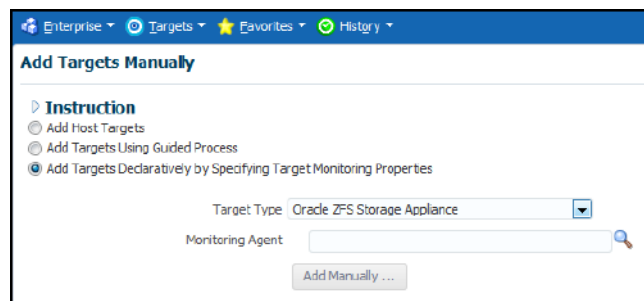 Enterprise Targets Favorites History
Add Targets Manually
Instruction
Add Host Targets
Add Targets Using Guided Process
Add Targets Declaratively by Specifying Target Monitoring Properties
Target Type Oracle ZFS Storage Appliance
Monitoring Agent
Add Manually ...